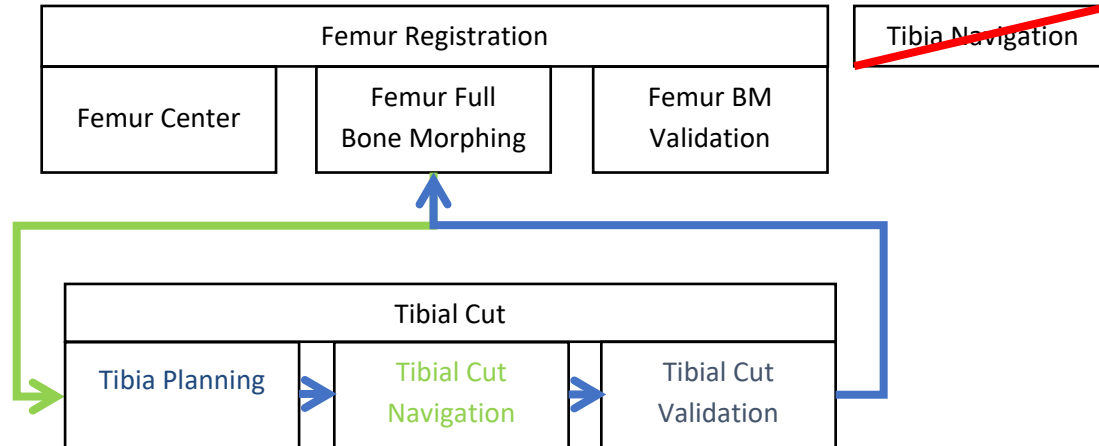 Femur Registration
Tibia Navigation
Femur Center
Femur Full
Bone Morphing
Femur BM
Validation
Tibial Cut
Tibia Planning
Tibial Cut
Navigation
Tibial Cut
Validation